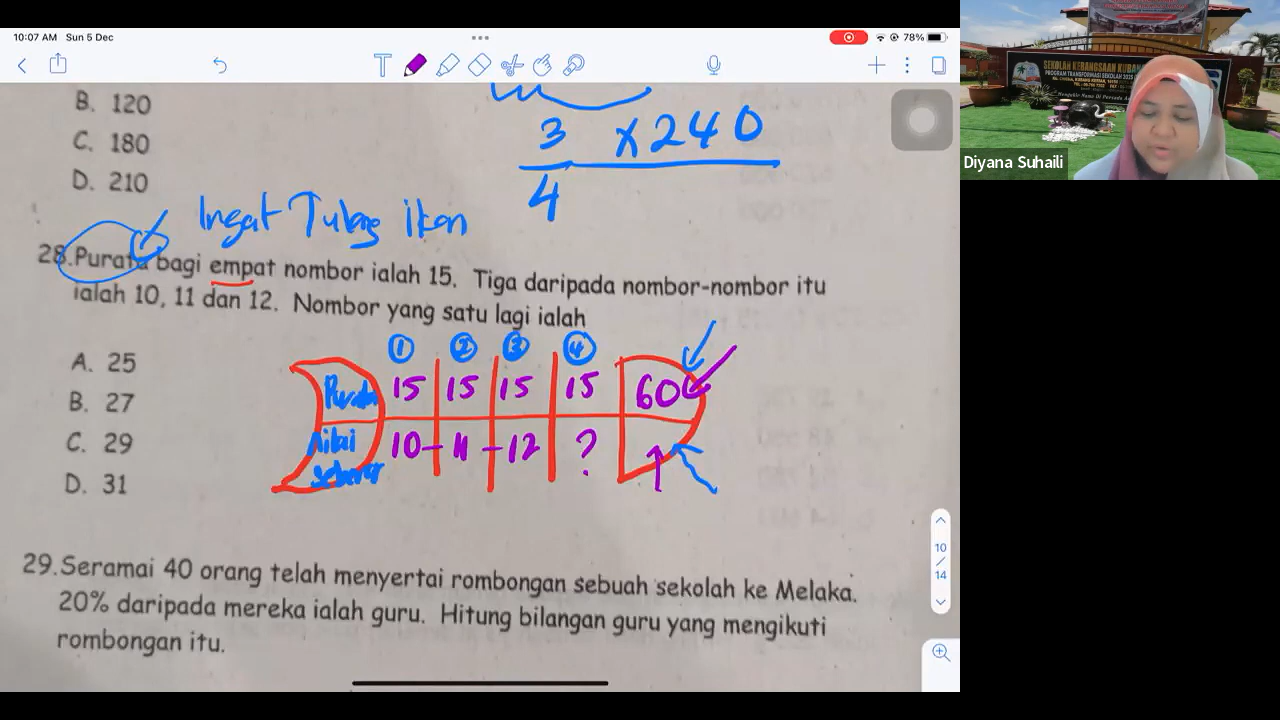 10:07 AM Sun 5 Dec
78%
B. 120
C. 180
D. 210
3 x240
4
Ingat Tulang ikan
28.Purata bagi empat nombor ialah 15. Tiga daripada nombor-nombor itu
ialah 10, 11 dan 12. Nombor yang satu lagi ialah
A. 25
B. 27
C. 29
D. 31
1 2 3 4
Purata 15 15 15 15 60
Nilai sebenar 10 - 11 - 12 ?
29.Seramai 40 orang telah menyertai rombongan sebuah sekolah ke Melaka.
20% daripada mereka ialah guru. Hitung bilangan guru yang mengikuti
rombongan itu.
10
/
14
T
Diyana Suhaili
PROGRAM TRANSFORMASI SEKOLAH 2025